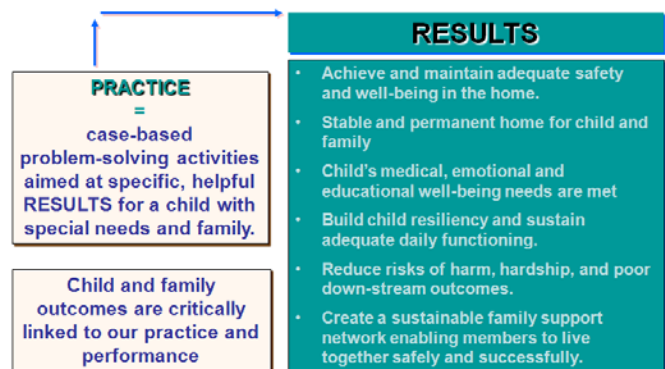 PRACTICE
=
case-based
problem-solving activities
aimed at specific, helpful
RESULTS for a child with
special needs and family.
Child and family
outcomes are critically
linked to our practice and
performance
RESULTS
• Achieve and maintain adequate safety
and well-being in the home.
• Stable and permanent home for child and
family
• Child's medical, emotional and
educational well-being needs are met
• Build child resiliency and sustain
adequate daily functioning.
• Reduce risks of harm, hardship, and poor
down-stream outcomes.
• Create a sustainable family support
network enabling members to live
together safely and successfully.